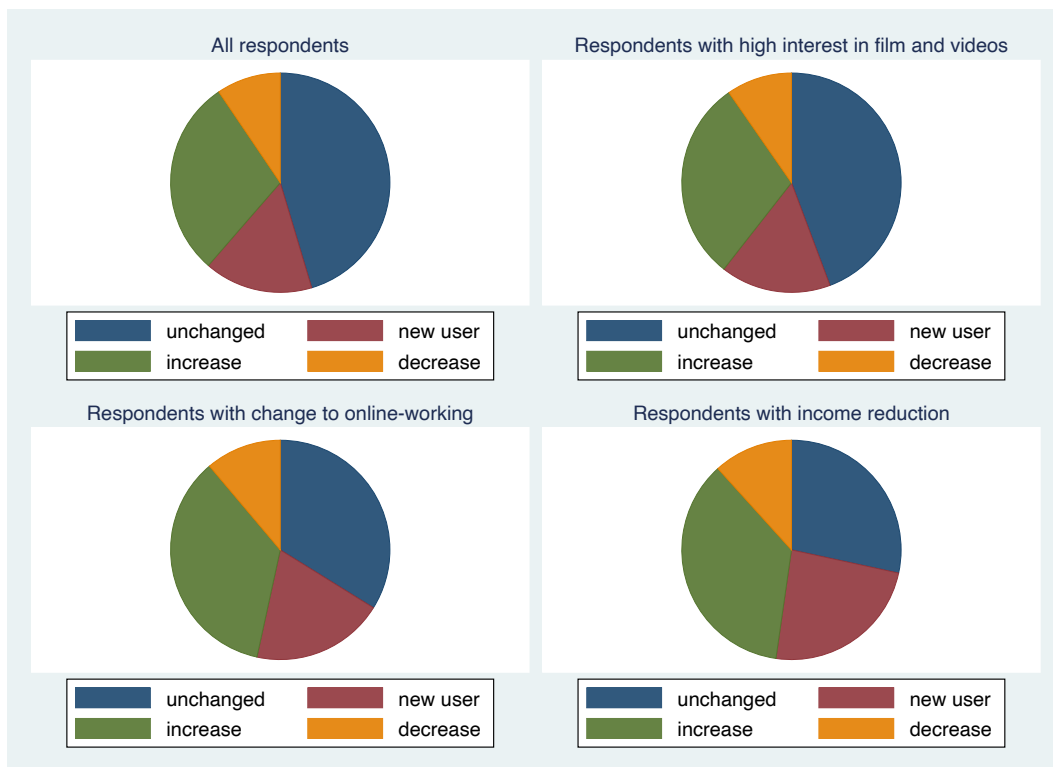 All respondents
unchanged new user
increase decrease
Respondents with high interest in film and videos
unchanged new user
increase decrease
Respondents with change to online-working
unchanged new user
increase decrease
Respondents with income reduction
unchanged new user
increase decrease